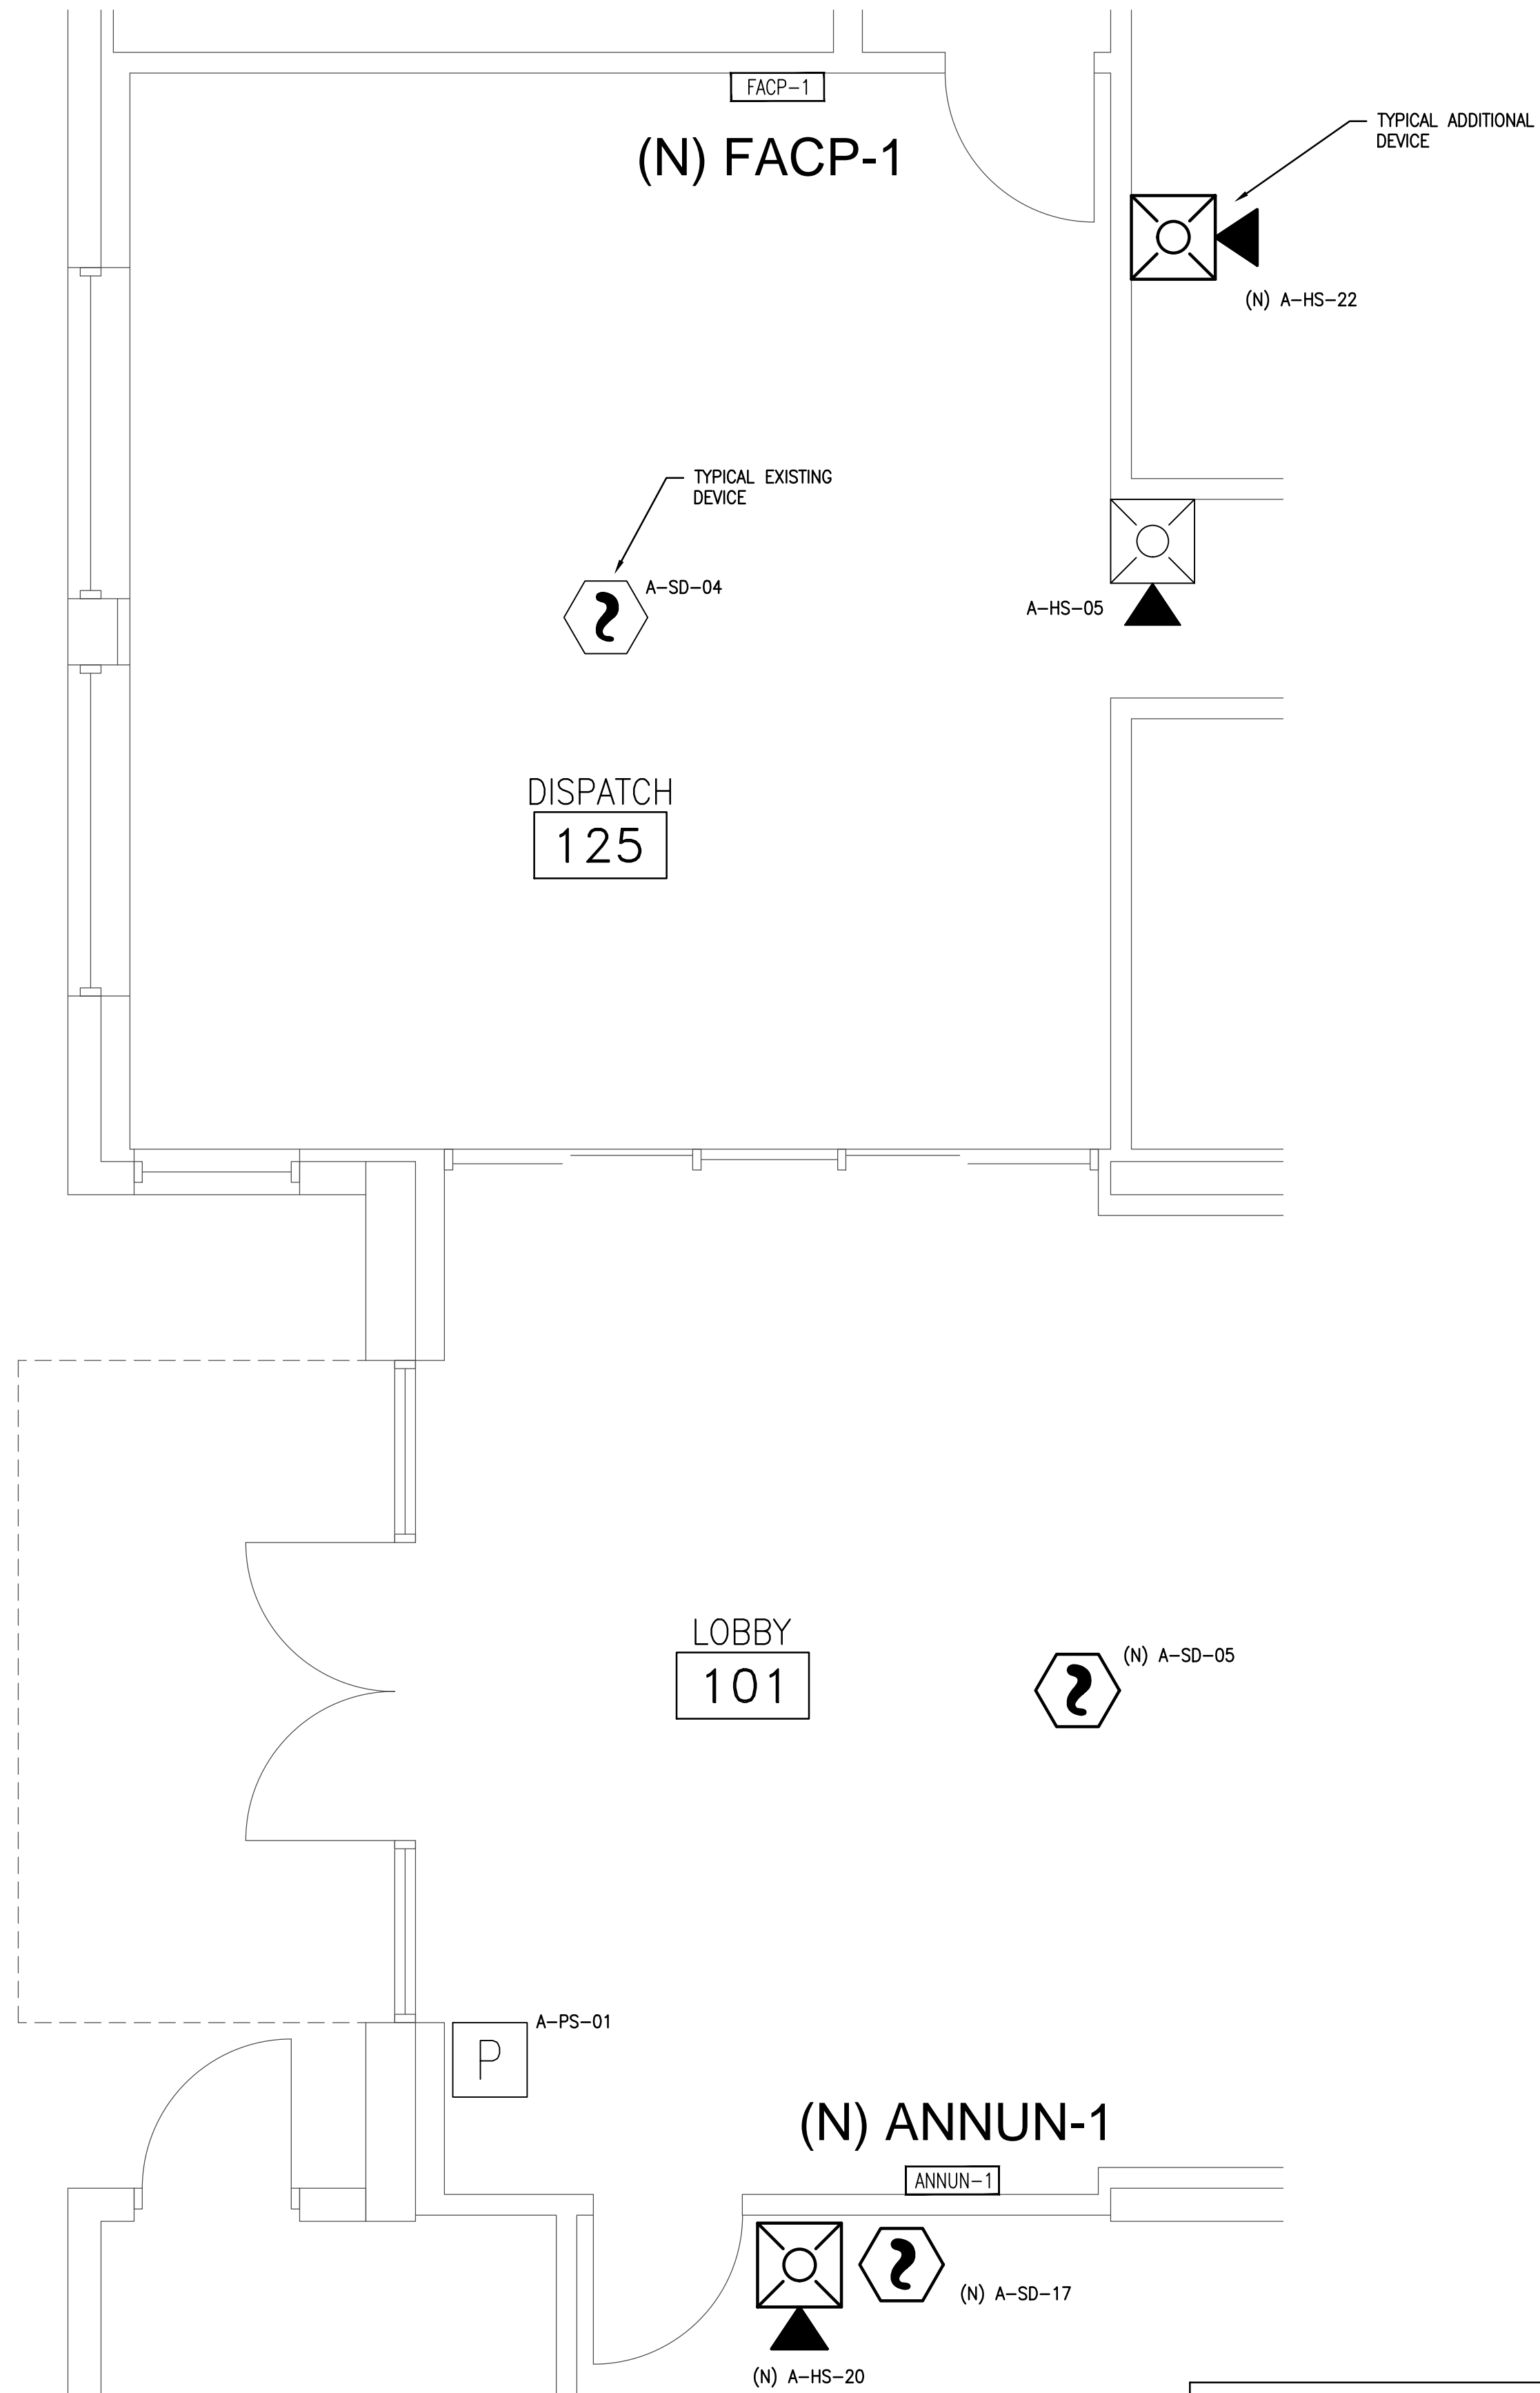 FACP-1
(N) FACP-1
TYPICAL ADDITIONAL
DEVICE
(N) A-HS-22
TYPICAL EXISTING
DEVICE
A-SD-04
A-HS-05
DISPATCH
125
LOBBY
101
(N) A-SD-05
A-PS-01
P
(N) ANNUN-1
ANNUN-1
(N) A-SD-17
(N) A-HS-20